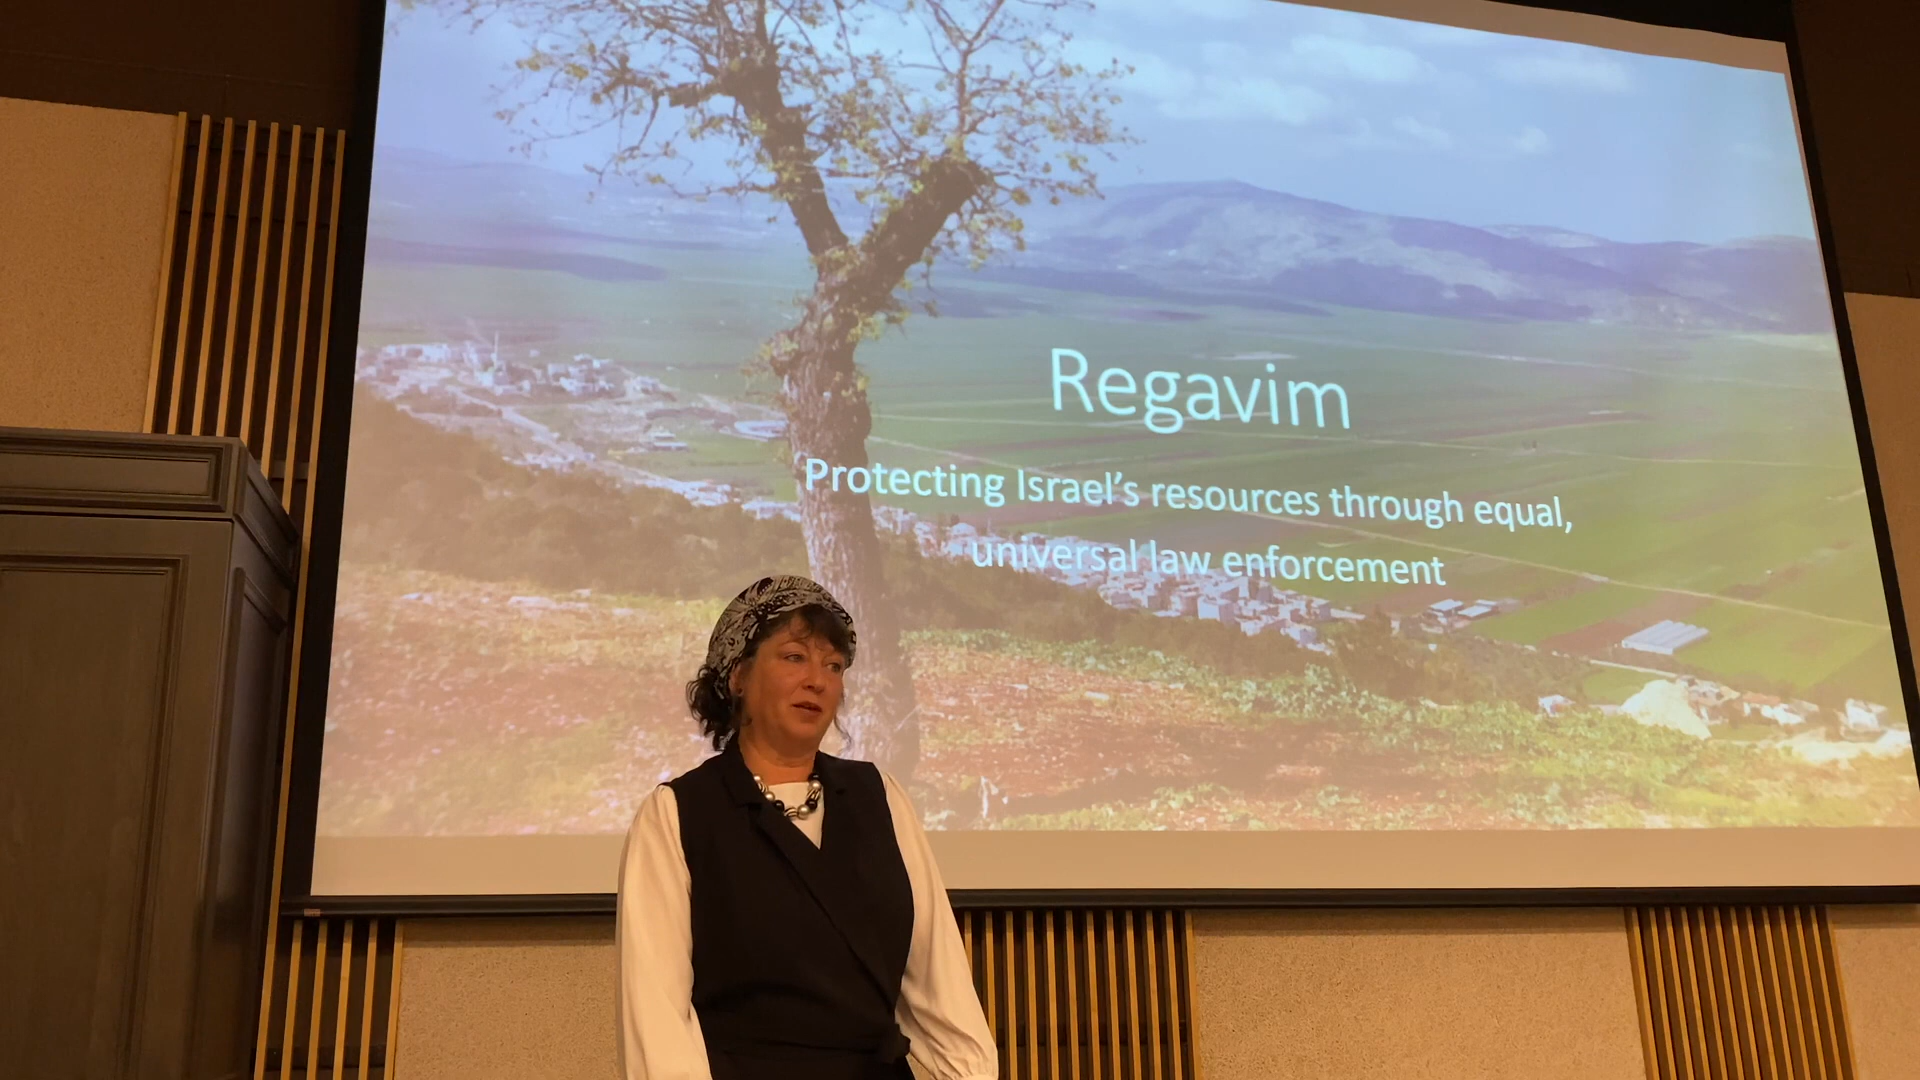 Regavim
Protecting Israel's resources through equal,
universal law enforcement